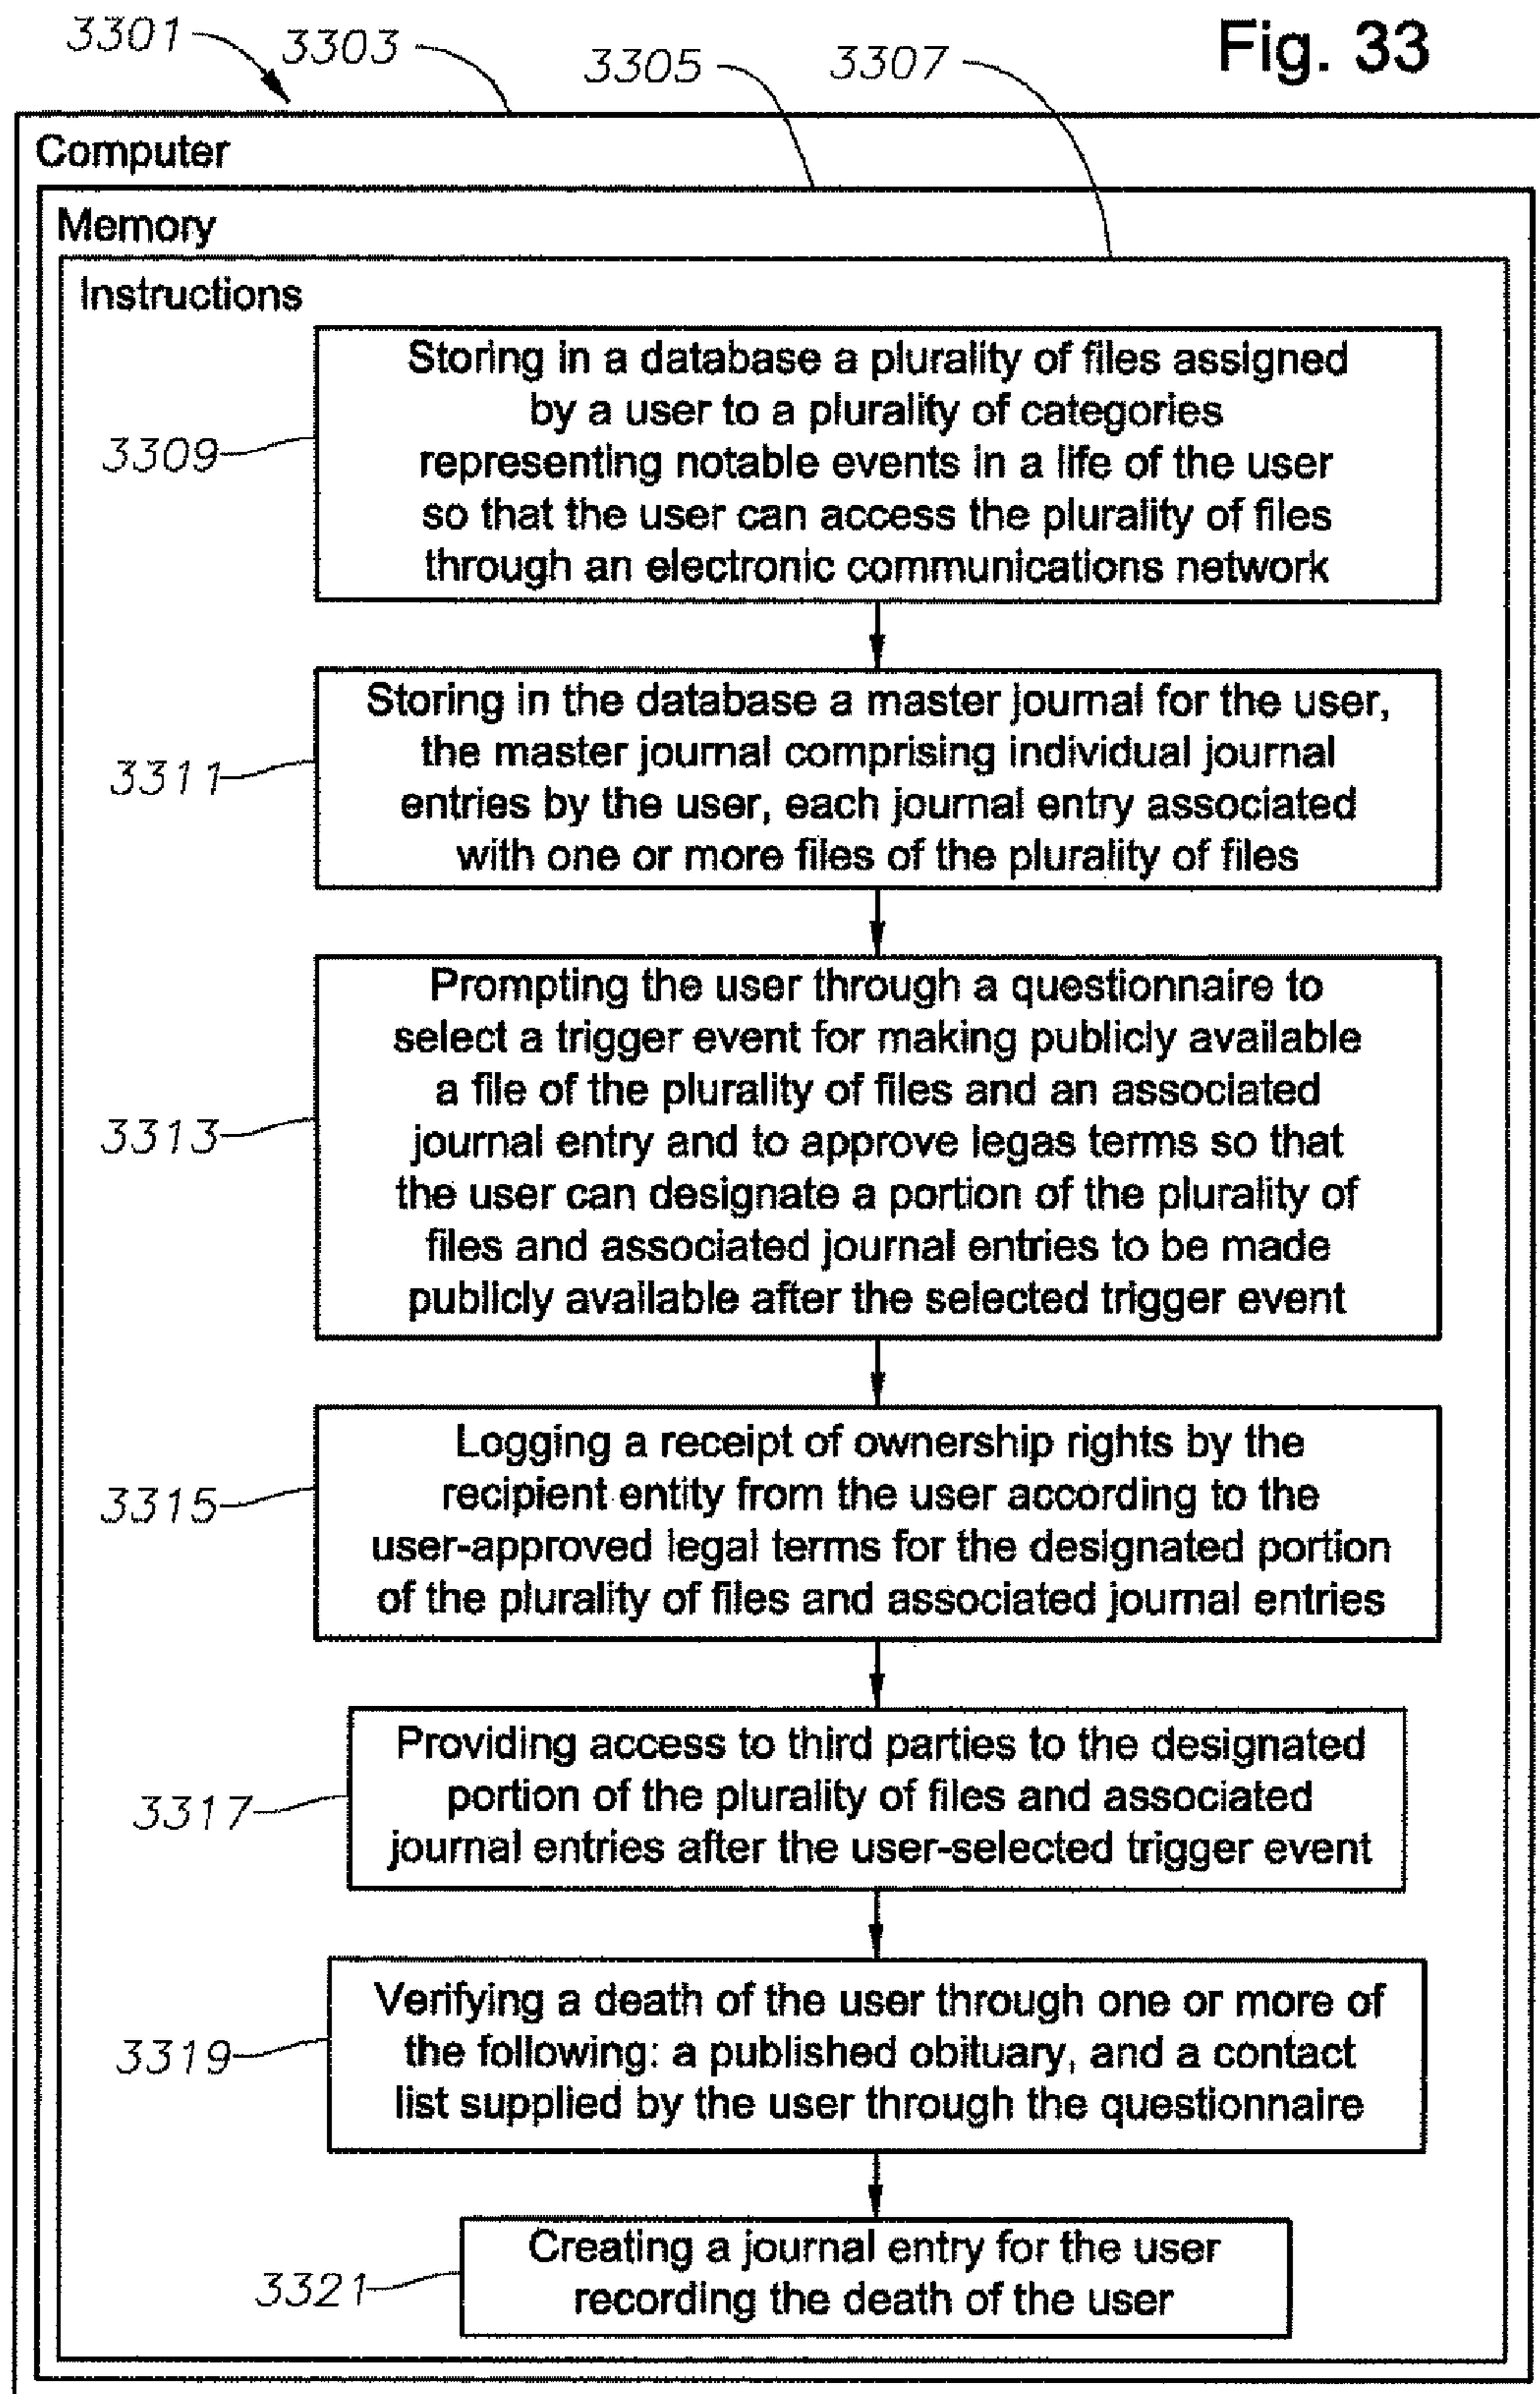 Fig. 33
3301 3303 3305 3307
Computer
Memory
Instructions
3309
Storing in a database a plurality of files assigned
by a user to a plurality of categories
representing notable events in a life of the user
so that the user can access the plurality of files
through an electronic communications network
3311
Storing in the database a master journal for the user,
the master journal comprising individual journal
entries by the user, each journal entry associated
with one or more files of the plurality of files
3313
Prompting the user through a questionnaire to
select a trigger event for making publicly available
a file of the plurality of files and an associated
journal entry and to approve legas terms so that
the user can designate a portion of the plurality of
files and associated journal entries to be made
publicly available after the selected trigger event
3315
Logging a receipt of ownership rights by the
recipient entity from the user according to the
user-approved legal terms for the designated portion
of the plurality of files and associated journal entries
3317
Providing access to third parties to the designated
portion of the plurality of files and associated
journal entries after the user-selected trigger event
3319
Verifying a death of the user through one or more of
the following: a published obituary, and a contact
list supplied by the user through the questionnaire
3321
Creating a journal entry for the user
recording the death of the user